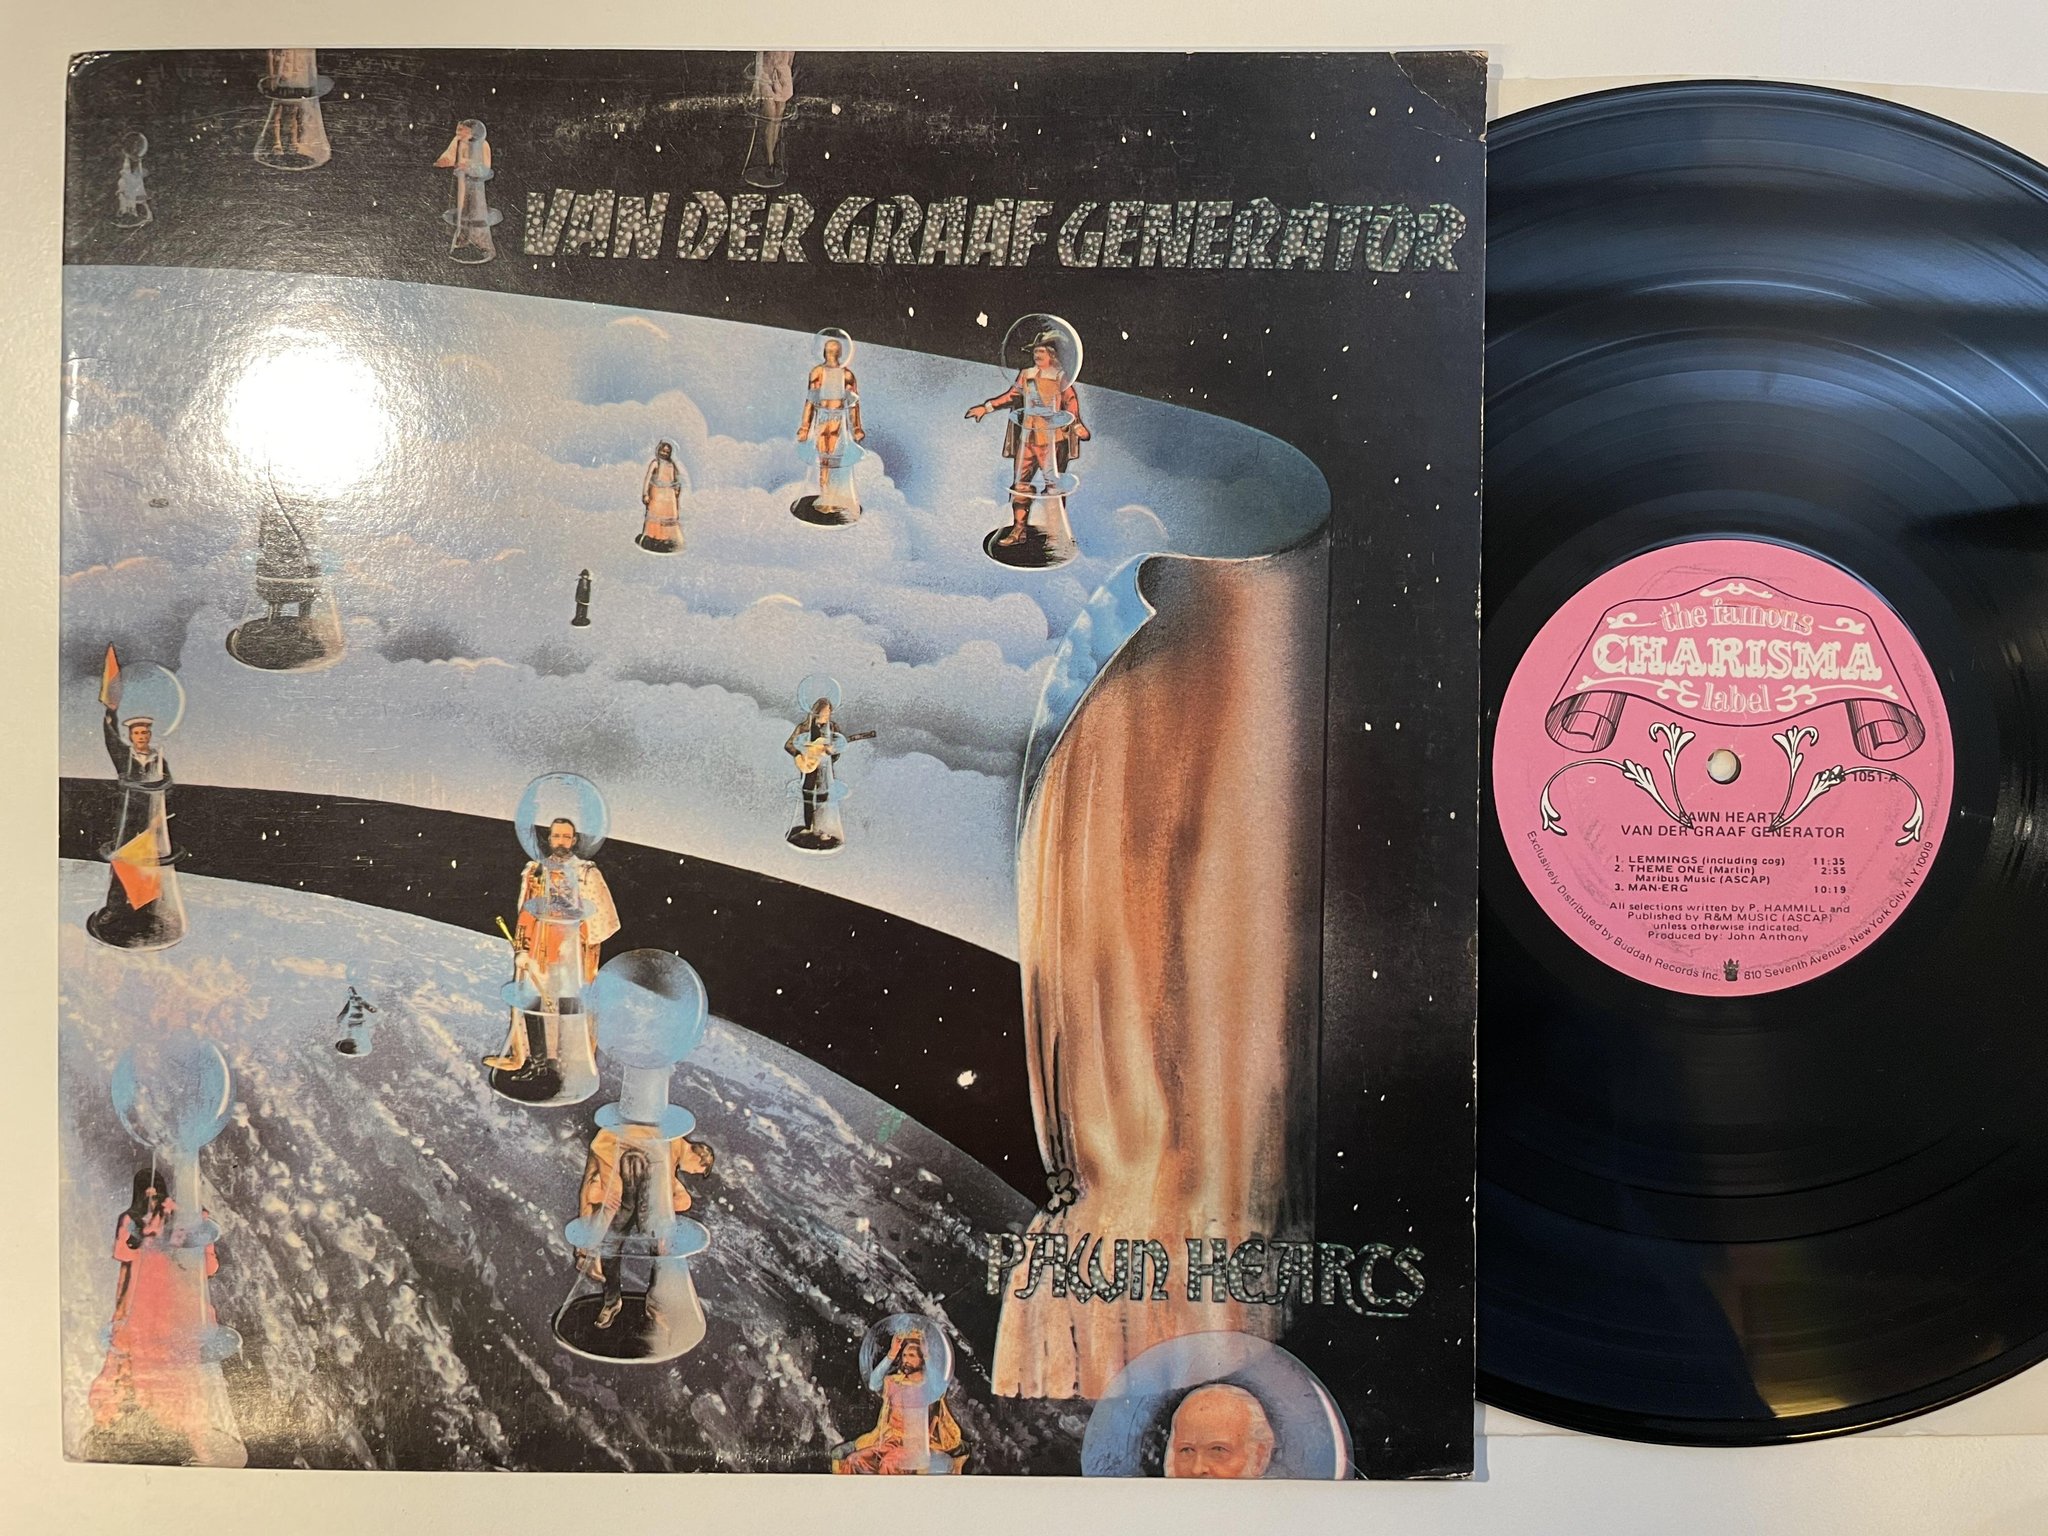 VAN DER GRAAF GENERATOR
PAWN HEARTS
the famous
CHARISMA
label
CAS 1051-A
PAWN HEARTS
VAN DER GRAAF GENERATOR
1. LEMMINGS (including cog) 11:35
2. THEME ONE (Martin) 2:55
Maribus Music (ASCAP)
3. MAN-ERG 10:19
All selections written by P. HAMMILL and
Published by R&M MUSIC (ASCAP)
unless otherwise indicated.
Produced by: John Anthony
Exclusively Distributed by Buddah Records Inc. 810 Seventh Avenue, New York City, N.Y. 10019